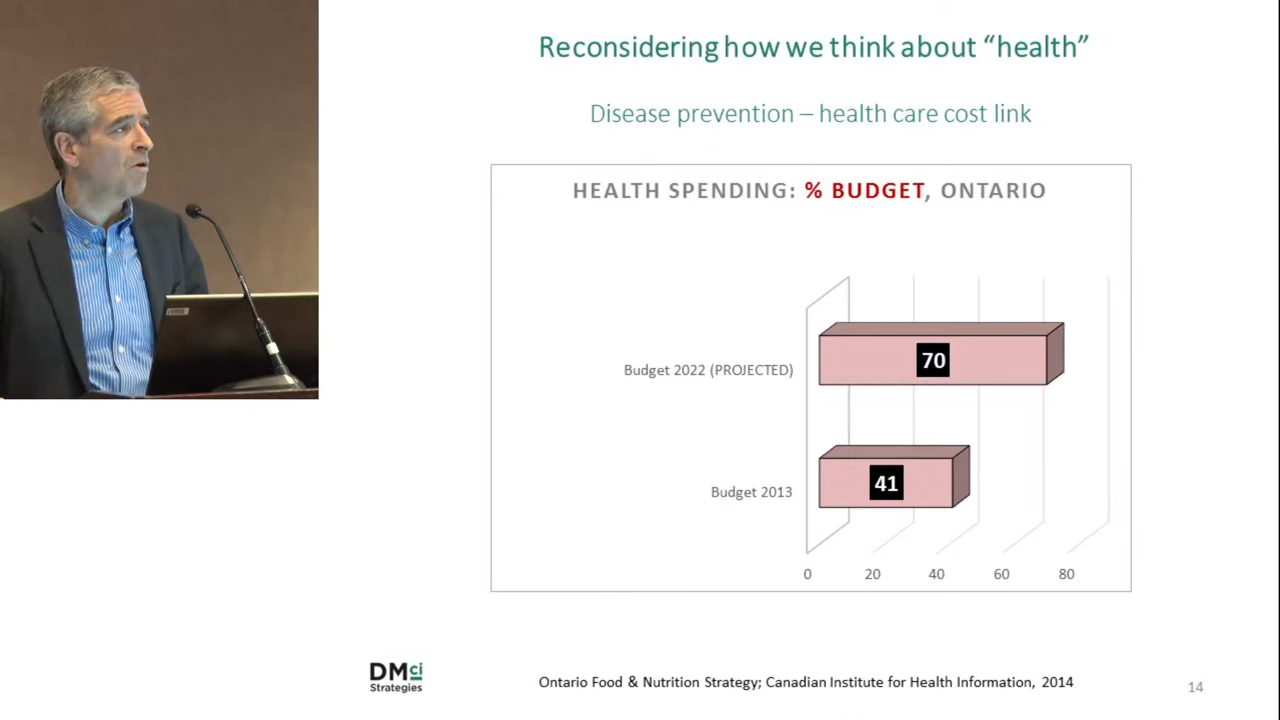 Reconsidering how we think about “health”
Disease prevention – health care cost link
HEALTH SPENDING: % BUDGET, ONTARIO
Budget 2022 (PROJECTED)
70
Budget 2013
41
0 20 40 60 80
DMci
Strategies
Ontario Food & Nutrition Strategy; Canadian Institute for Health Information, 2014
14